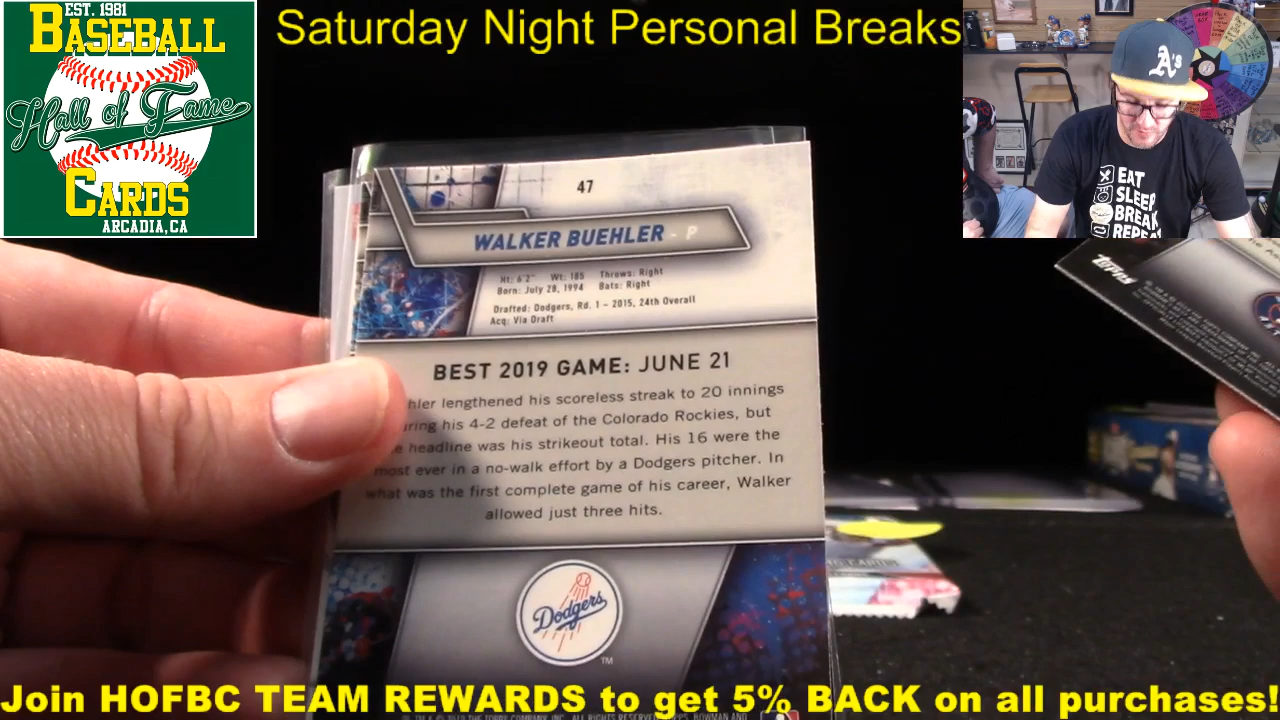 EST. 1981
BASEBALL
Hall of Fame
CARDS
ARCADIA, CA
Saturday Night Personal Breaks
A's
EAT
SLEEP
BREAK
REPEAT
47
WALKER BUEHLER - P
Ht: 6'2" Wt: 185 Throws: Right
Born: July 28, 1994 Bats: Right
Drafted: Dodgers, Rd. 1 – 2015, 24th Overall
Acq: Via Draft
BEST 2019 GAME: JUNE 21
hler lengthened his scoreless streak to 20 innings
uring his 4-2 defeat of the Colorado Rockies, but
e headline was his strikeout total. His 16 were the
most ever in a no-walk effort by a Dodgers pitcher. In
what was the first complete game of his career, Walker
allowed just three hits.
Dodgers
TM
topps
Join HOFBC TEAM REWARDS to get 5% BACK on all purchases!